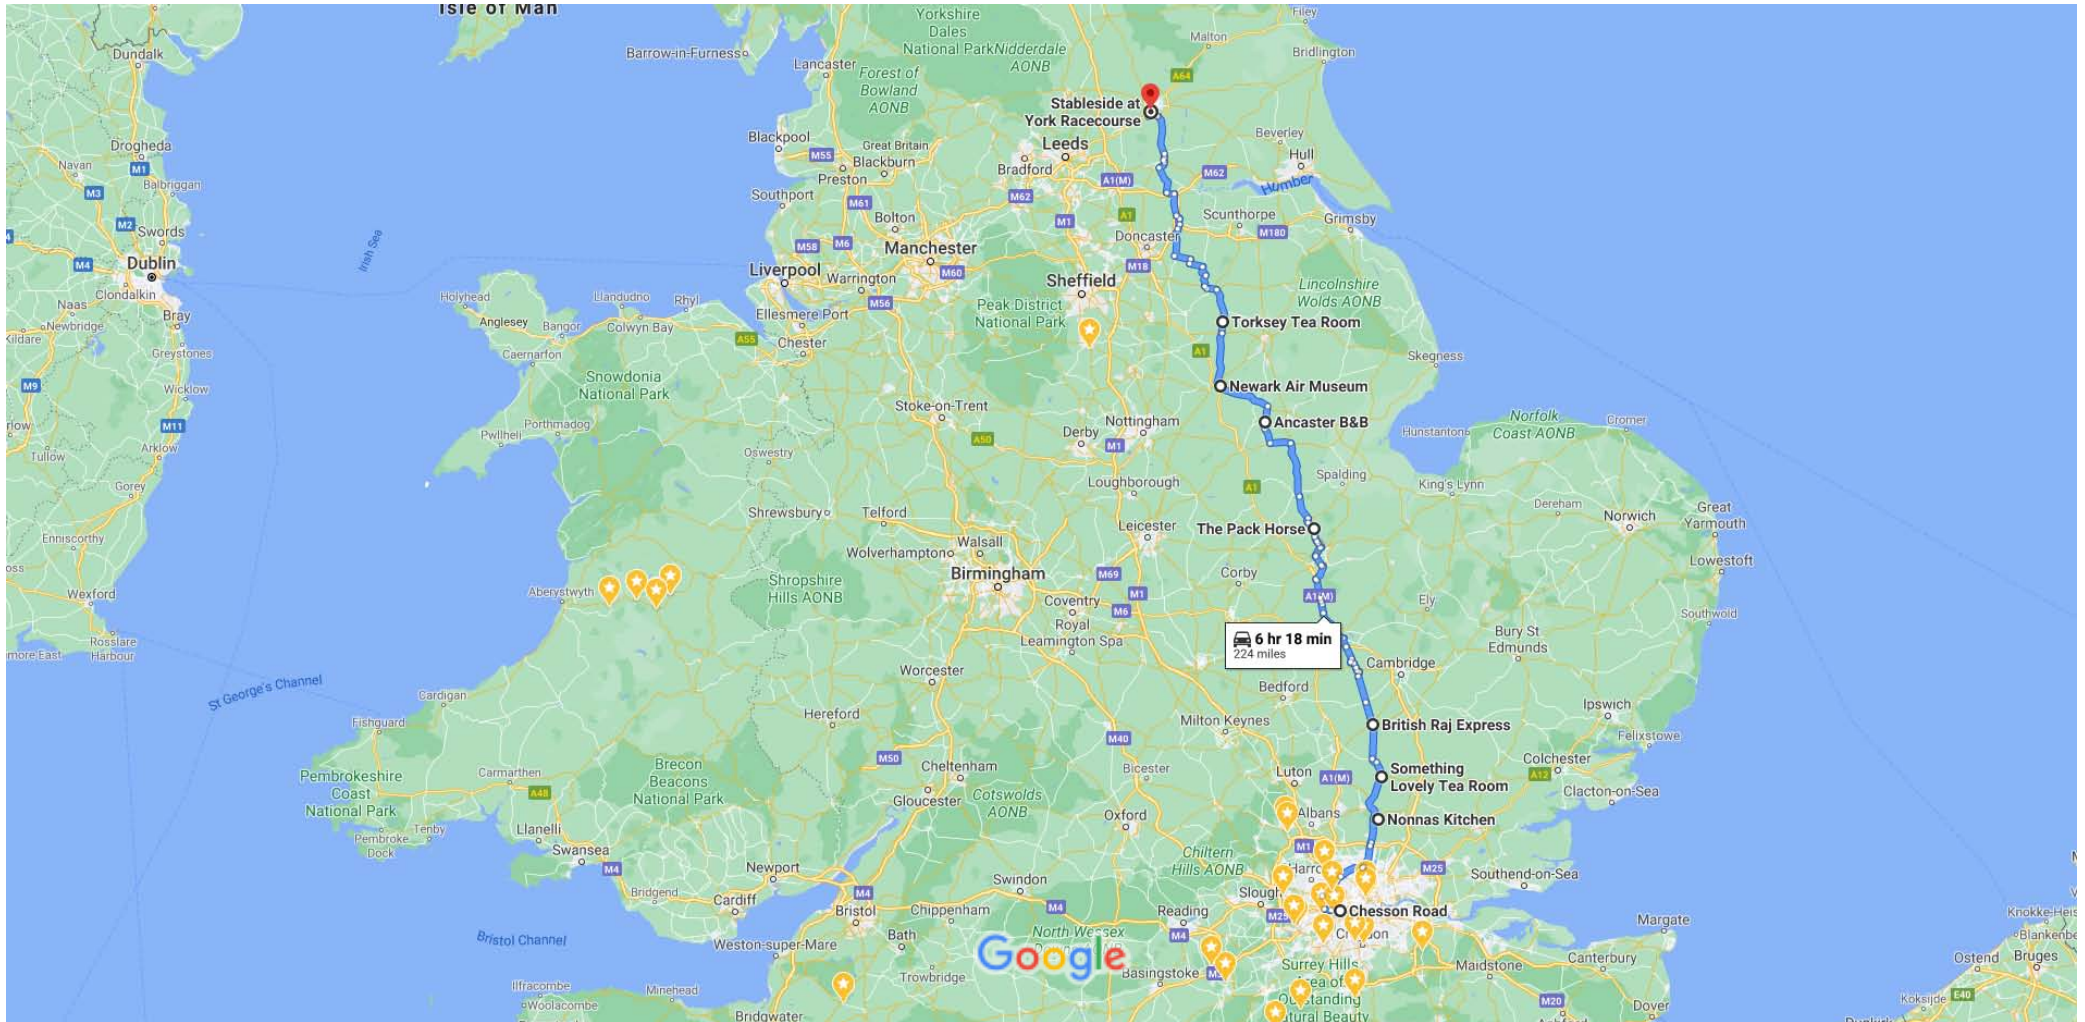 Isle of Man
Yorkshire
Dales
National Park
Nidderdale
AONB
Filey
Malton
Bridlington
Dundalk
Barrow-in-Furness
Lancaster
Forest of
Bowland
AONB
A64
Stableside at
York Racecourse
Drogheda
Navan
M1
Balbriggan
M3
M2
Swords
M4
Dublin
Clondalkin
Naas
Newbridge
Bray
Kildare
Greystones
M9
Wicklow
M11
Arklow
Tullow
Gorey
Enniscorthy
Wexford
Rosslare
Harbour
Irish Sea
Blackpool
M55
Preston
Great Britain
Blackburn
Southport
M61
Bolton
M58
M6
Manchester
M60
Liverpool
Warrington
M56
Ellesmere Port
Chester
A55
Leeds
Bradford
M62
A1(M)
M62
Beverley
Hull
Humber
M1
A1
Scunthorpe
M180
Grimsby
Doncaster
M18
Sheffield
Peak District
National Park
Lincolnshire
Wolds AONB
Torksey Tea Room
A1
Skegness
Newark Air Museum
Ancaster B&B
Holyhead
Anglesey
Llandudno
Rhyl
Bangor
Colwyn Bay
Caernarfon
Snowdonia
National Park
Porthmadog
Pwllheli
Stoke-on-Trent
A50
Derby
Nottingham
M1
Oswestry
Loughborough
A1
Spalding
Hunstanton
Norfolk
Coast AONB
Cromer
King's Lynn
Dereham
Norwich
Great
Yarmouth
Lowestoft
Shrewsbury
Telford
Leicester
The Pack Horse
Wolverhampton
Walsall
Birmingham
M69
Corby
Shropshire
Hills AONB
Coventry
M1
M6
A1(M)
Ely
Southwold
Royal
Leamington Spa
Aberystwyth
6 hr 18 min
224 miles
Bury St
Edmunds
Cambridge
Worcester
Bedford
St George's Channel
Cardigan
Fishguard
Hereford
Milton Keynes
British Raj Express
Ipswich
Felixstowe
M50
M40
Bicester
Cheltenham
Luton
A1(M)
Something
Lovely Tea Room
A12
Colchester
Clacton-on-Sea
Pembrokeshire
Coast
National Park
Carmarthen
A48
Brecon
Beacons
National Park
Gloucester
Cotswolds
AONB
Oxford
Albans
Nonnas Kitchen
Tenby
Pembroke
Dock
Llanelli
Swansea
M4
Newport
Chiltern
Hills AONB
M1
M25
Southend-on-Sea
Bridgend
Cardiff
M4
Bristol
Swindon
Chippenham
M4
Reading
Slough
M25
Chesson Road
Margate
Bristol Channel
Weston-super-Mare
Bath
North Wessex
M4
Google
Trowbridge
Basingstoke
Surrey Hills
Area of
Outstanding
Natural Beauty
Maidstone
Canterbury
Ilfracombe
Woolacombe
Minehead
Bridgwater
M20
Dover
Knokke-Heis
Blankenbe
Ostend
Bruges
Koksijde
E40